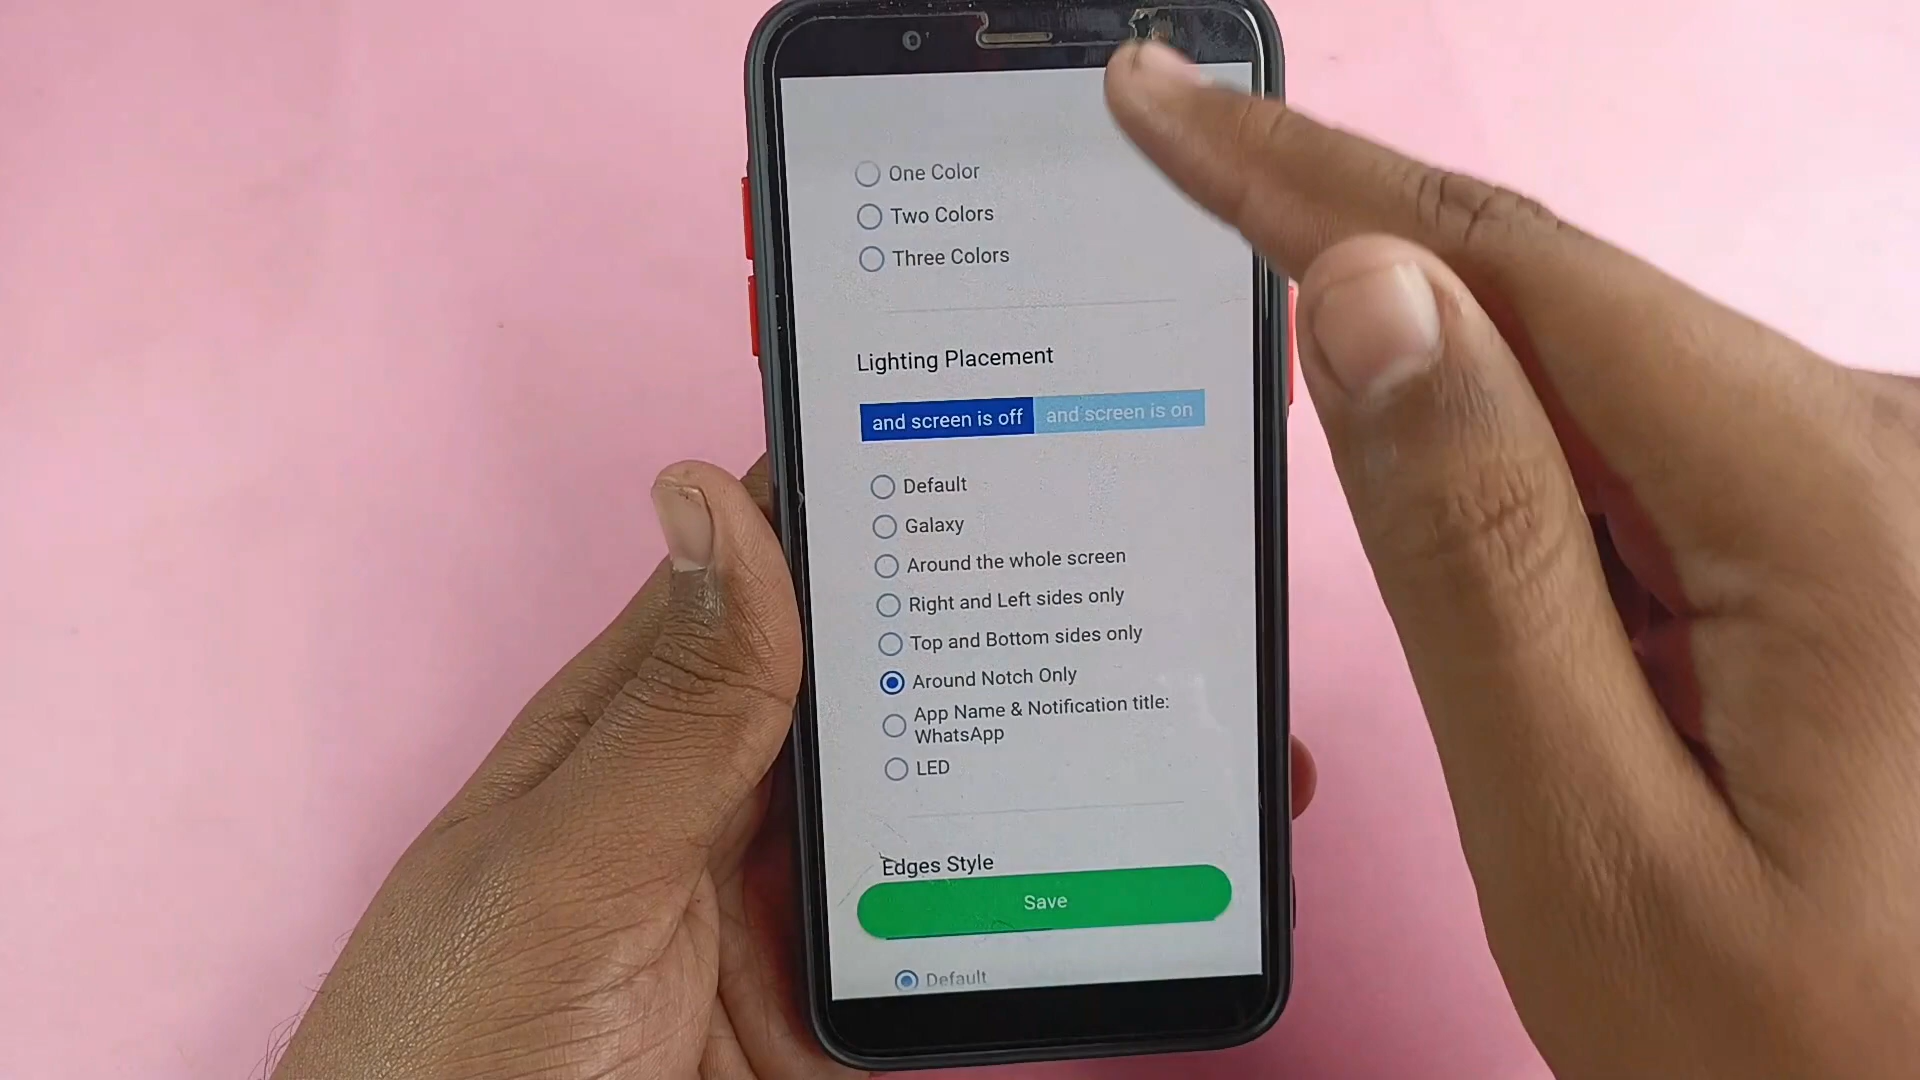 One Color
Two Colors
Three Colors
Lighting Placement
and screen is off and screen is on
Default
Galaxy
Around the whole screen
Right and Left sides only
Top and Bottom sides only
Around Notch Only
App Name & Notification title:
WhatsApp
LED
Edges Style
Save
Default